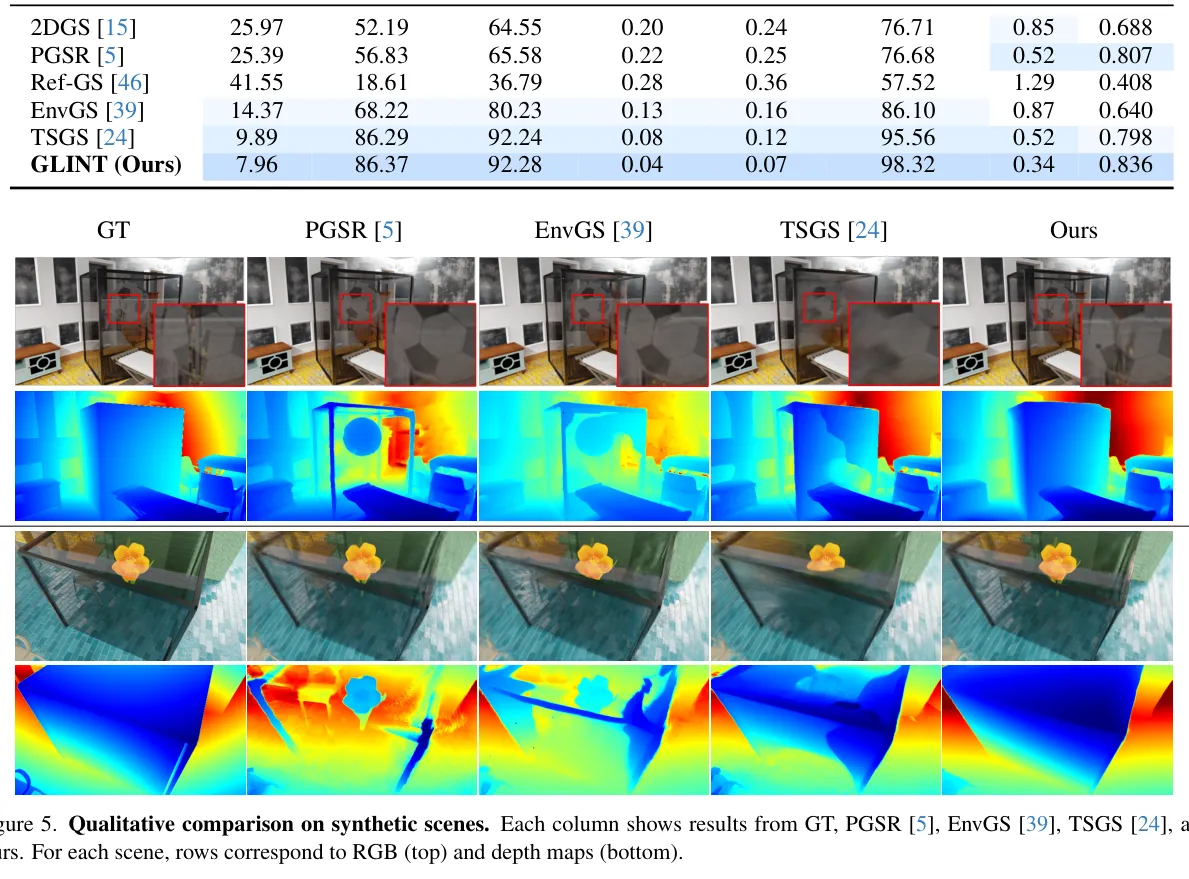 2DGS [15] 25.97 52.19 64.55 0.20 0.24 76.71 0.85 0.688
PGSR [5] 25.39 56.83 65.58 0.22 0.25 76.68 0.52 0.807
Ref-GS [46] 41.55 18.61 36.79 0.28 0.36 57.52 1.29 0.408
EnvGS [39] 14.37 68.22 80.23 0.13 0.16 86.10 0.87 0.640
TSGS [24] 9.89 86.29 92.24 0.08 0.12 95.56 0.52 0.798
GLINT (Ours) 7.96 86.37 92.28 0.04 0.07 98.32 0.34 0.836
GT PGSR [5] EnvGS [39] TSGS [24] Ours
gure 5. Qualitative comparison on synthetic scenes. Each column shows results from GT, PGSR [5], EnvGS [39], TSGS [24], a
urs. For each scene, rows correspond to RGB (top) and depth maps (bottom).